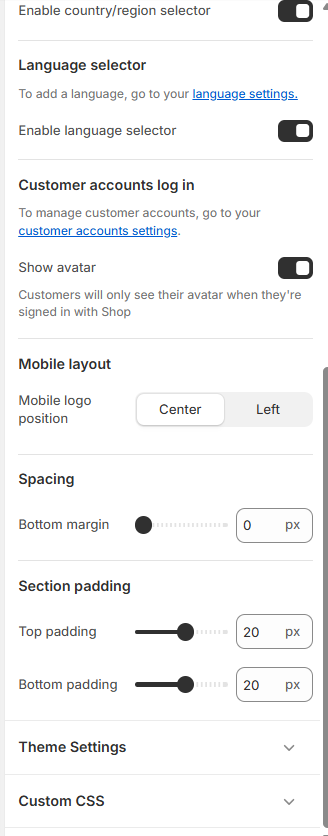 Enable country/region selector
Language selector
To add a language, go to your language settings.
Enable language selector
Customer accounts log in
To manage customer accounts, go to your
customer accounts settings.
Show avatar
Customers will only see their avatar when they're
signed in with Shop
Mobile layout
Mobile logo
position
Center
Left
Spacing
Bottom margin
0 px
Section padding
Top padding
20 px
Bottom padding
20 px
Theme Settings
Custom CSS